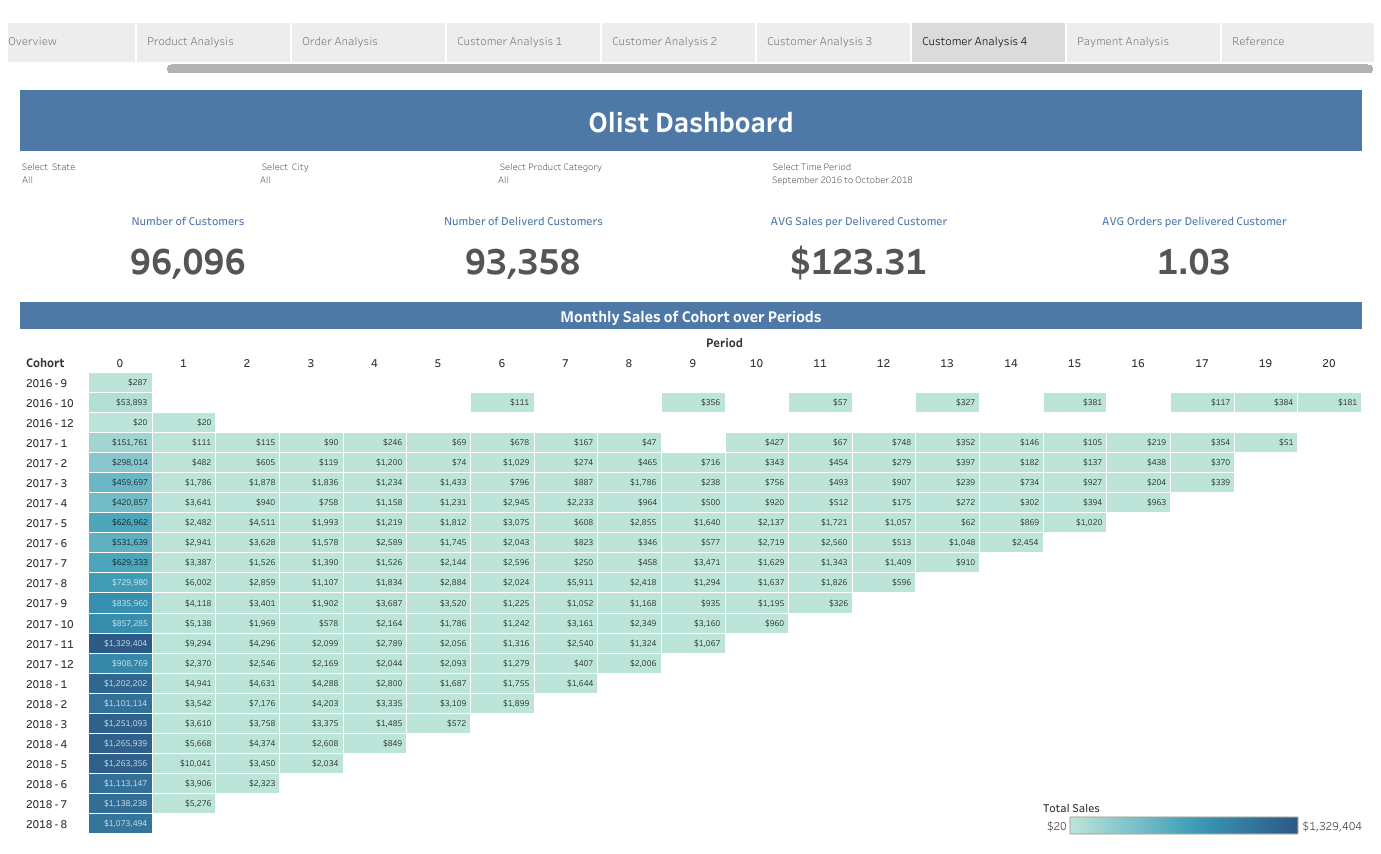 Overview Product Analysis Order Analysis Customer Analysis 1 Customer Analysis 2 Customer Analysis 3 Customer Analysis 4 Payment Analysis Reference
Olist Dashboard
Select State Select City Select Product Category Select Time Period
All All All September 2016 to October 2018
Number of Customers Number of Deliverd Customers AVG Sales per Delivered Customer AVG Orders per Delivered Customer
96,096 93,358 $123.31 1.03
Monthly Sales of Cohort over Periods
Period
Cohort 0 1 2 3 4 5 6 7 8 9 10 11 12 13 14 15 16 17 19 20
2016 - 9 $287
2016 - 10 $53,893 $111 $356 $57 $327 $381 $117 $384 $181
2016 - 12 $20 $20
2017 - 1 $151,761 $111 $115 $90 $246 $69 $678 $167 $47 $427 $67 $748 $352 $146 $105 $219 $354 $51
2017 - 2 $298,014 $482 $605 $119 $1,200 $74 $1,029 $274 $465 $716 $343 $454 $279 $397 $182 $137 $438 $370
2017 - 3 $459,697 $1,786 $1,878 $1,836 $1,234 $1,433 $796 $887 $1,786 $238 $756 $493 $907 $239 $734 $927 $204 $339
2017 - 4 $420,857 $3,641 $940 $758 $1,158 $1,231 $2,945 $2,233 $964 $500 $920 $512 $175 $272 $302 $394 $963
2017 - 5 $626,962 $2,482 $4,511 $1,993 $1,219 $1,812 $3,075 $608 $2,855 $1,640 $2,137 $1,721 $1,057 $62 $869 $1,020
2017 - 6 $531,639 $2,941 $3,628 $1,578 $2,589 $1,745 $2,043 $823 $346 $577 $2,719 $2,560 $513 $1,048 $2,454
2017 - 7 $629,333 $3,387 $1,526 $1,390 $1,526 $2,144 $2,596 $250 $458 $3,471 $1,629 $1,343 $1,409 $910
2017 - 8 $729,980 $6,002 $2,859 $1,107 $1,834 $2,884 $2,024 $5,911 $2,418 $1,294 $1,637 $1,826 $596
2017 - 9 $835,960 $4,118 $3,401 $1,902 $3,687 $3,520 $1,225 $1,052 $1,168 $935 $1,195 $326
2017 - 10 $857,285 $5,138 $1,969 $578 $2,164 $1,786 $1,242 $3,161 $2,349 $3,160 $960
2017 - 11 $1,329,404 $9,294 $4,296 $2,099 $2,789 $2,056 $1,316 $2,540 $1,324 $1,067
2017 - 12 $908,769 $2,370 $2,546 $2,169 $2,044 $2,093 $1,279 $407 $2,006
2018 - 1 $1,202,202 $4,941 $4,631 $4,288 $2,800 $1,687 $1,755 $1,644
2018 - 2 $1,101,114 $3,542 $7,176 $4,203 $3,335 $3,109 $1,899
2018 - 3 $1,251,093 $3,610 $3,758 $3,375 $1,485 $572
2018 - 4 $1,265,939 $5,668 $4,374 $2,608 $849
2018 - 5 $1,263,356 $10,041 $3,450 $2,034
2018 - 6 $1,113,147 $3,906 $2,323
2018 - 7 $1,138,238 $5,276
2018 - 8 $1,073,494
Total Sales
$20 $1,329,404